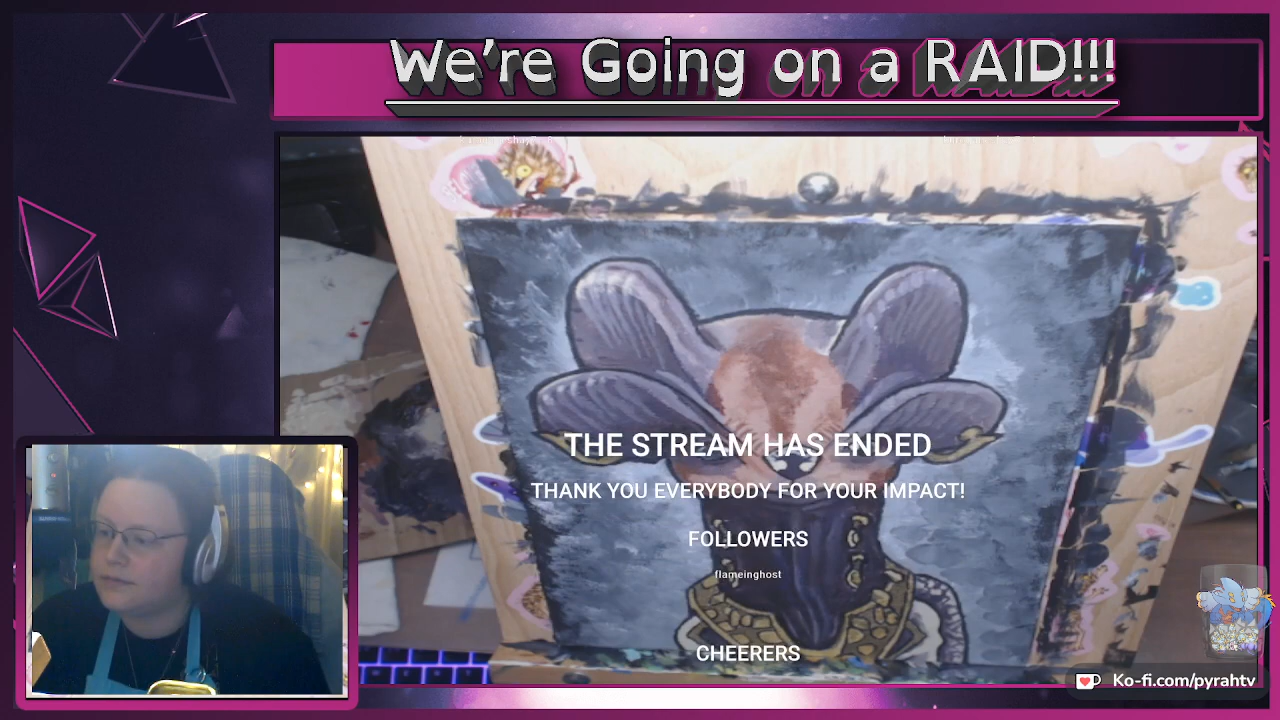 We're Going on a RAID!!!
THE STREAM HAS ENDED
THANK YOU EVERYBODY FOR YOUR IMPACT!
FOLLOWERS
flameinghost
CHEERERS
Ko-fi.com/pyrahtv